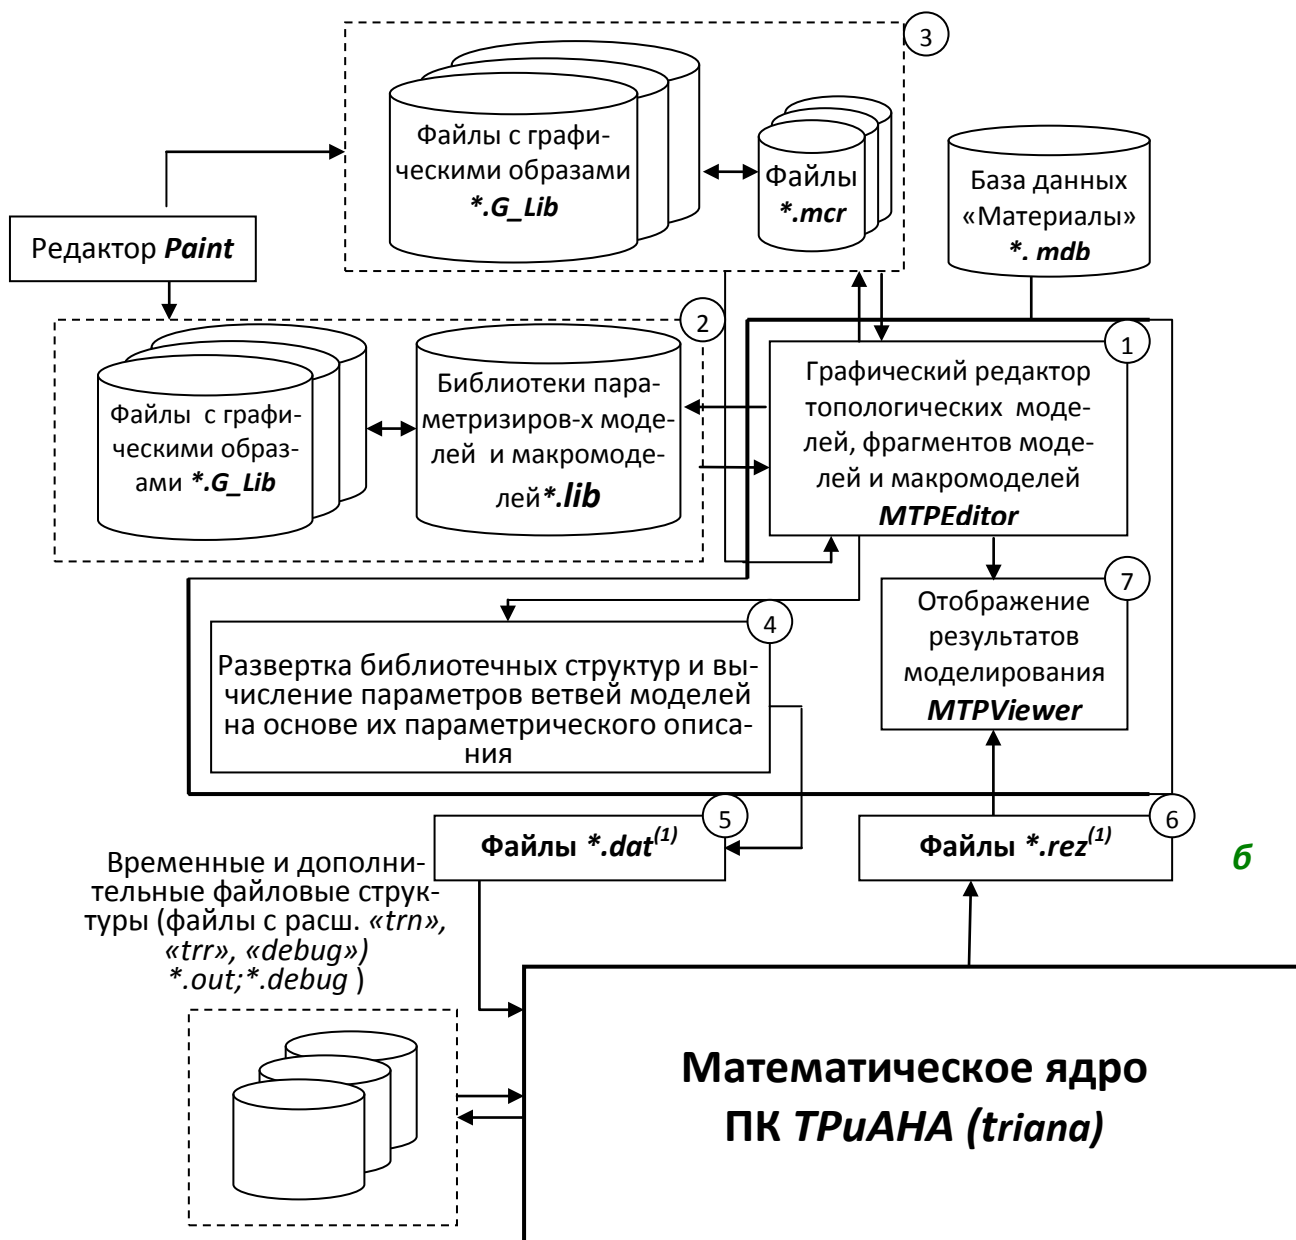 3
Файлы с графи-
ческими образами
*.G_Lib
Файлы
*.mcr
База данных
«Материалы»
*. mdb
Редактор Paint
2
Файлы с графи-
ческими образ-
ами *.G_Lib
Библиотеки пара-
метризиров-х моде-
лей и макромоде-
лей*.lib
1
Графический редактор
топологических моде-
лей, фрагментов моде-
лей и макромоделей
MTPEditor
7
Отображение
результатов
моделирования
MTPViewer
4
Развертка библиотечных структур и вы-
числение параметров ветвей моделей
на основе их параметрического описа-
ния
5
Файлы *.dat(1)
6
Файлы *.rez(1)
б
Временные и дополни-
тельные файловые струк-
туры (файлы с расш. «trn»,
«trr», «debug»)
*.out;*.debug )
Математическое ядро
ПК ТРиАНА (triana)